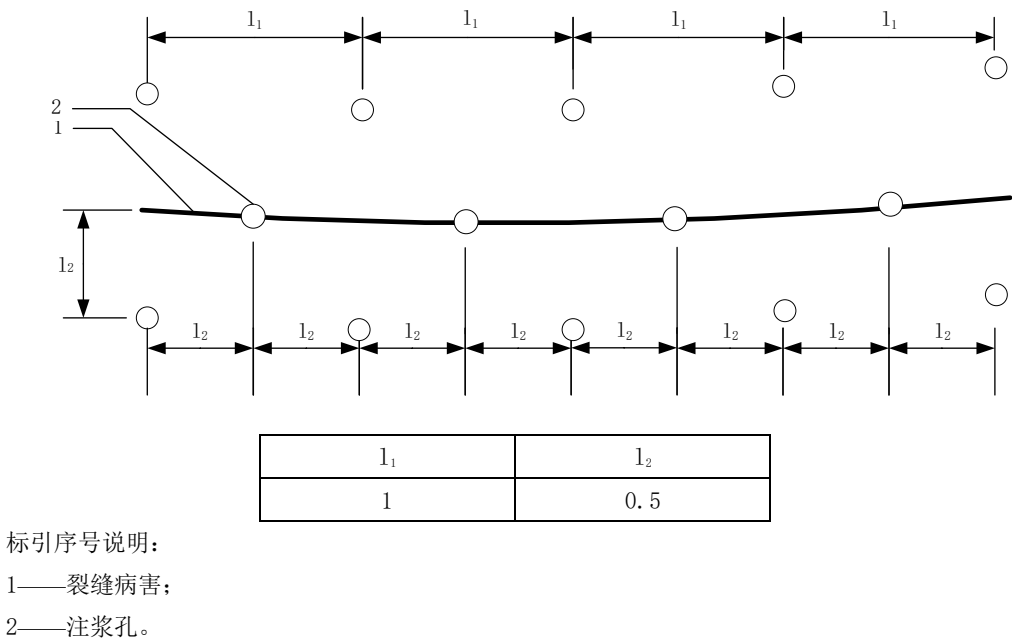 l₁ l₁ l₁ l₁
2
1
l₂
l₂ l₂ l₂ l₂ l₂ l₂ l₂ l₂
l₁ l₂
1 0.5
标引序号说明：
1——裂缝病害；
2——注浆孔。